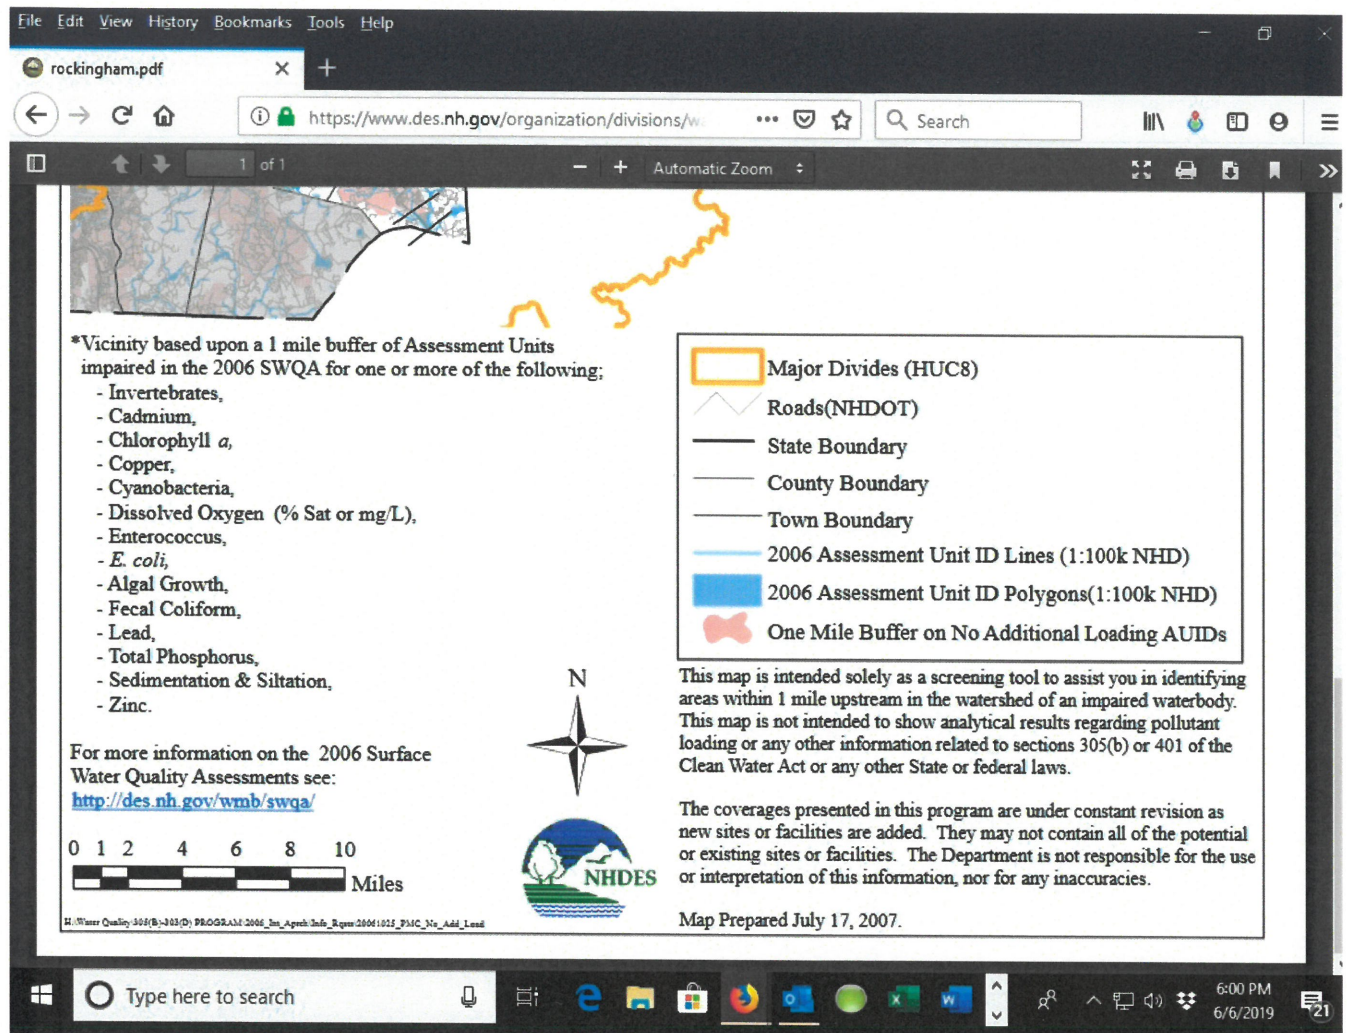 File Edit View History Bookmarks Tools Help
rockingham.pdf
https://www.des.nh.gov/organization/divisions/w
Search
1 of 1
Automatic Zoom
*Vicinity based upon a 1 mile buffer of Assessment Units
impaired in the 2006 SWQA for one or more of the following;
- Invertebrates,
- Cadmium,
- Chlorophyll a,
- Copper,
- Cyanobacteria,
- Dissolved Oxygen (% Sat or mg/L),
- Enterococcus,
- E. coli,
- Algal Growth,
- Fecal Coliform,
- Lead,
- Total Phosphorus,
- Sedimentation & Siltation,
- Zinc.
For more information on the 2006 Surface
Water Quality Assessments see:
http://des.nh.gov/wmb/swqa/
0 1 2 4 6 8 10
Miles
H:\Water Quality\305(B)-303(D) PROGRAM\2006_Int_Aprch\Info_Rqsts\20061025_PMC_No_Add_Load
N
NHDES
Major Divides (HUC8)
Roads(NHDOT)
State Boundary
County Boundary
Town Boundary
2006 Assessment Unit ID Lines (1:100k NHD)
2006 Assessment Unit ID Polygons(1:100k NHD)
One Mile Buffer on No Additional Loading AUIDs
This map is intended solely as a screening tool to assist you in identifying
areas within 1 mile upstream in the watershed of an impaired waterbody.
This map is not intended to show analytical results regarding pollutant
loading or any other information related to sections 305(b) or 401 of the
Clean Water Act or any other State or federal laws.
The coverages presented in this program are under constant revision as
new sites or facilities are added. They may not contain all of the potential
or existing sites or facilities. The Department is not responsible for the use
or interpretation of this information, nor for any inaccuracies.
Map Prepared July 17, 2007.
Type here to search
6:00 PM
6/6/2019
21